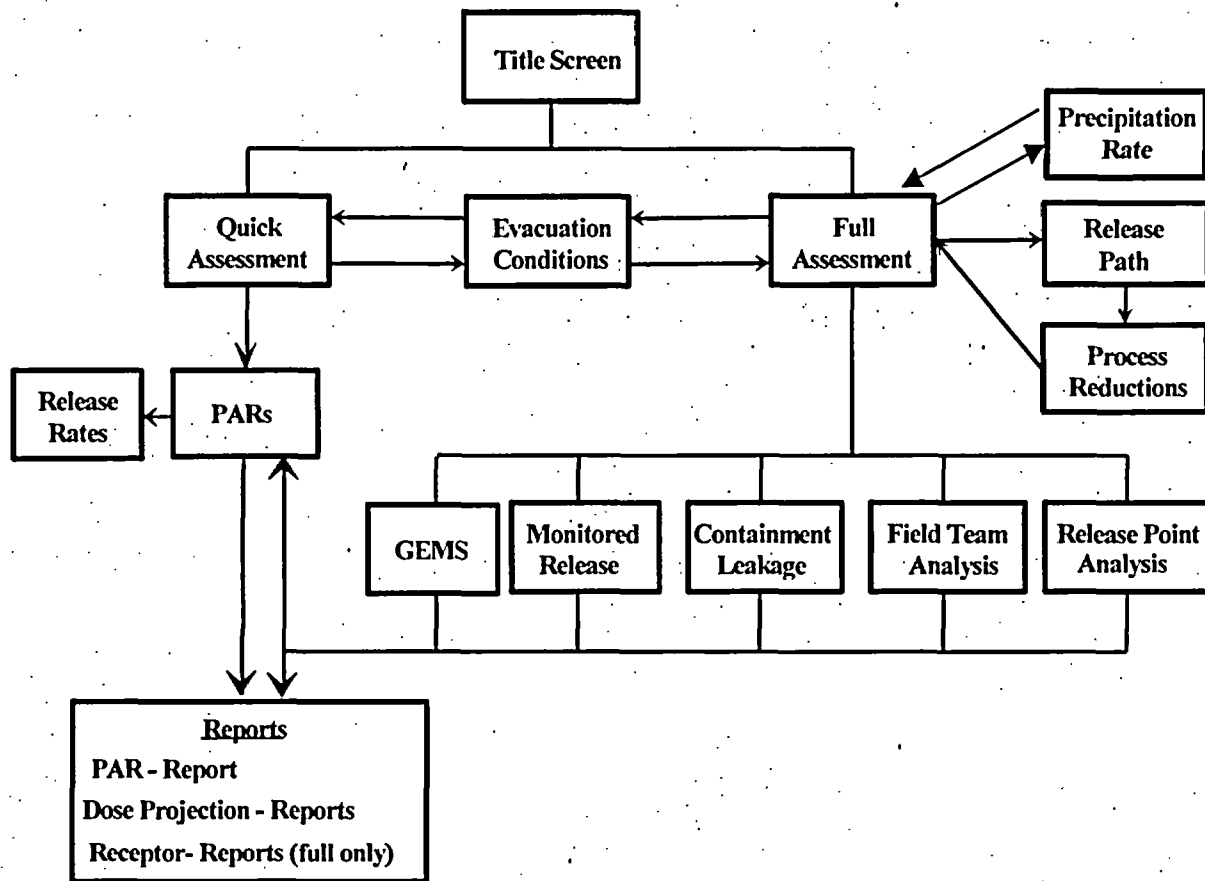 Title Screen
Precipitation
Rate
Quick
Assessment
Evacuation
Conditions
Full
Assessment
Release
Path
Process
Reductions
Release
Rates
PARs
GEMS
Monitored
Release
Containment
Leakage
Field Team
Analysis
Release Point
Analysis
Reports
PAR - Report
Dose Projection - Reports
Receptor- Reports (full only)